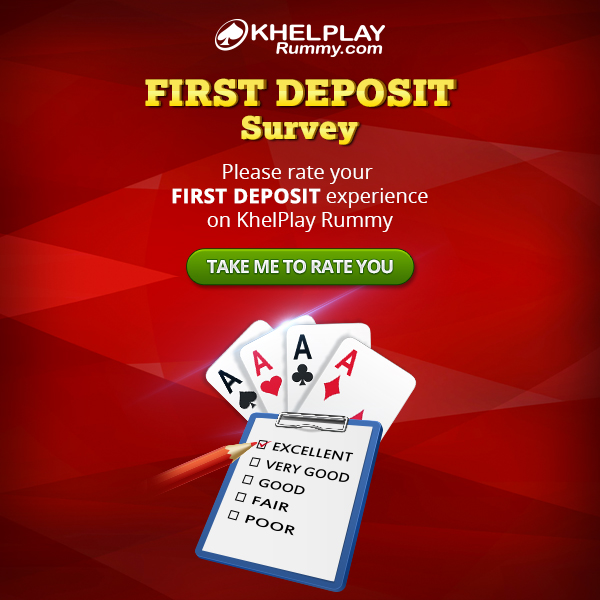 KHELPLAY
Rummy.com
FIRST DEPOSIT
Survey
Please rate your
FIRST DEPOSIT experience
on KhelPlay Rummy
TAKE ME TO RATE YOU
A
A
A
A
EXCELLENT
VERY GOOD
GOOD
FAIR
POOR